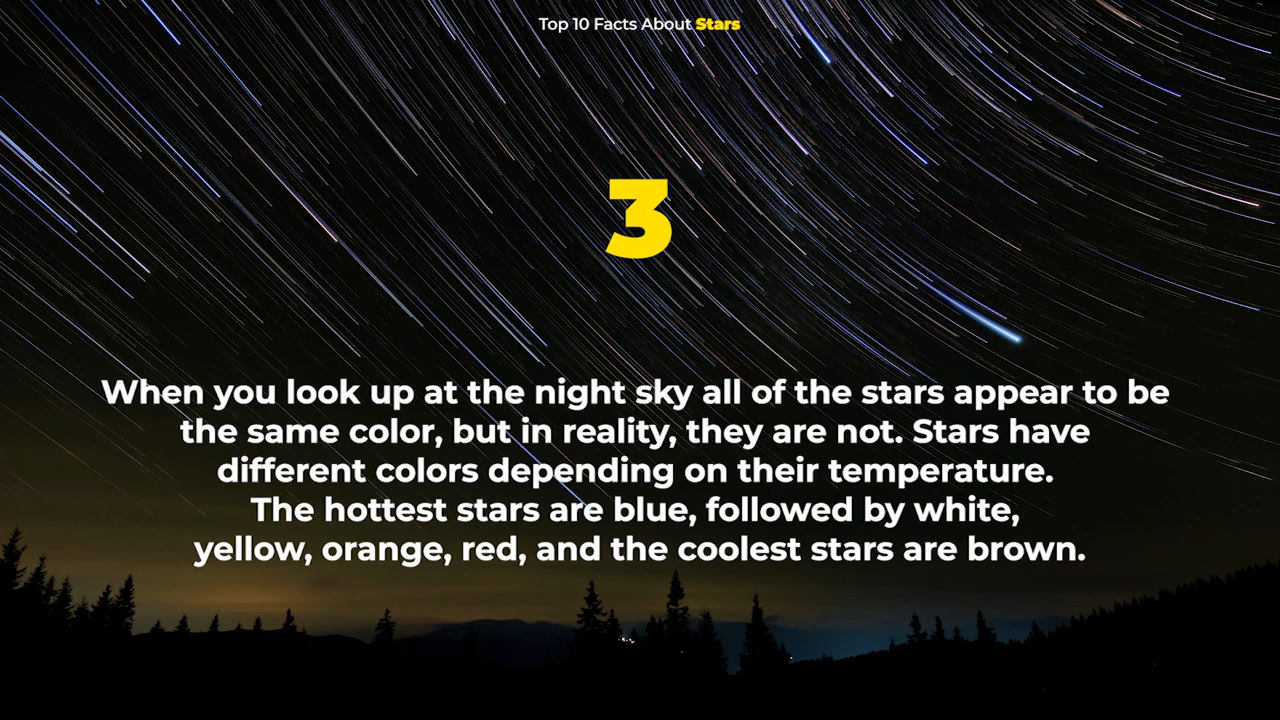 Top 10 Facts About Stars
3
When you look up at the night sky all of the stars appear to be
the same color, but in reality, they are not. Stars have
different colors depending on their temperature.
The hottest stars are blue, followed by white,
yellow, orange, red, and the coolest stars are brown.